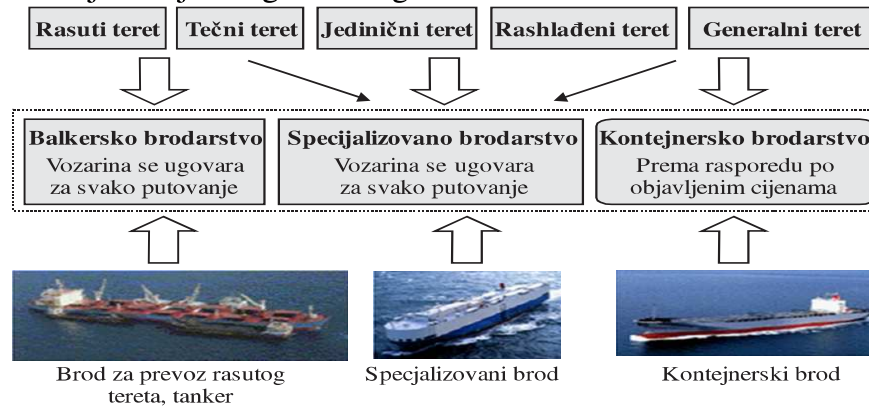 Rasuti teret
Tečni teret
Jedinični teret
Rashlađeni teret
Generalni teret
Balkersko brodarstvo
Vozarina se ugovara
za svako putovanje
Specijalizovano brodarstvo
Vozarina se ugovara
za svako putovanje
Kontejnersko brodarstvo
Prema rasporedu po
objavljenim cijenama
Brod za prevoz rasutog
tereta, tanker
Specjalizovani brod
Kontejnerski brod